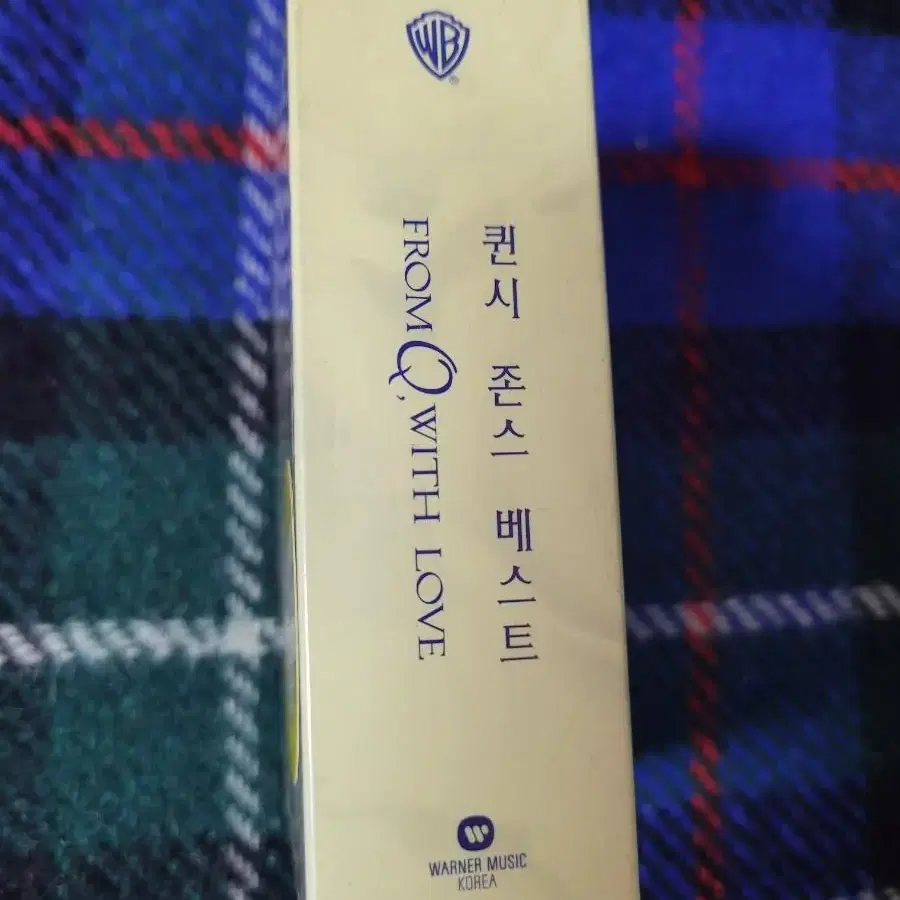 WB
퀸시 존스 베스트
FROM Q, WITH LOVE
WARNER MUSIC
KOREA